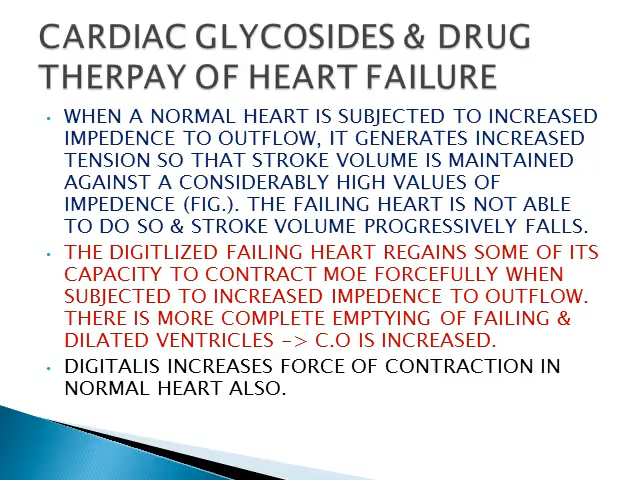 CARDIAC GLYCOSIDES & DRUG
THERPAY OF HEART FAILURE
• WHEN A NORMAL HEART IS SUBJECTED TO INCREASED
IMPEDENCE TO OUTFLOW, IT GENERATES INCREASED
TENSION SO THAT STROKE VOLUME IS MAINTAINED
AGAINST A CONSIDERABLY HIGH VALUES OF
IMPEDENCE (FIG.). THE FAILING HEART IS NOT ABLE
TO DO SO & STROKE VOLUME PROGRESSIVELY FALLS.
• THE DIGITLIZED FAILING HEART REGAINS SOME OF ITS
CAPACITY TO CONTRACT MOE FORCEFULLY WHEN
SUBJECTED TO INCREASED IMPEDENCE TO OUTFLOW.
THERE IS MORE COMPLETE EMPTYING OF FAILING &
DILATED VENTRICLES -> C.O IS INCREASED.
• DIGITALIS INCREASES FORCE OF CONTRACTION IN
NORMAL HEART ALSO.